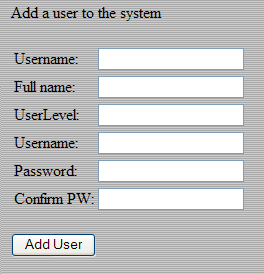 Add a user to the system
Username:
Full name:
UserLevel:
Username:
Password:
Confirm PW:
Add User